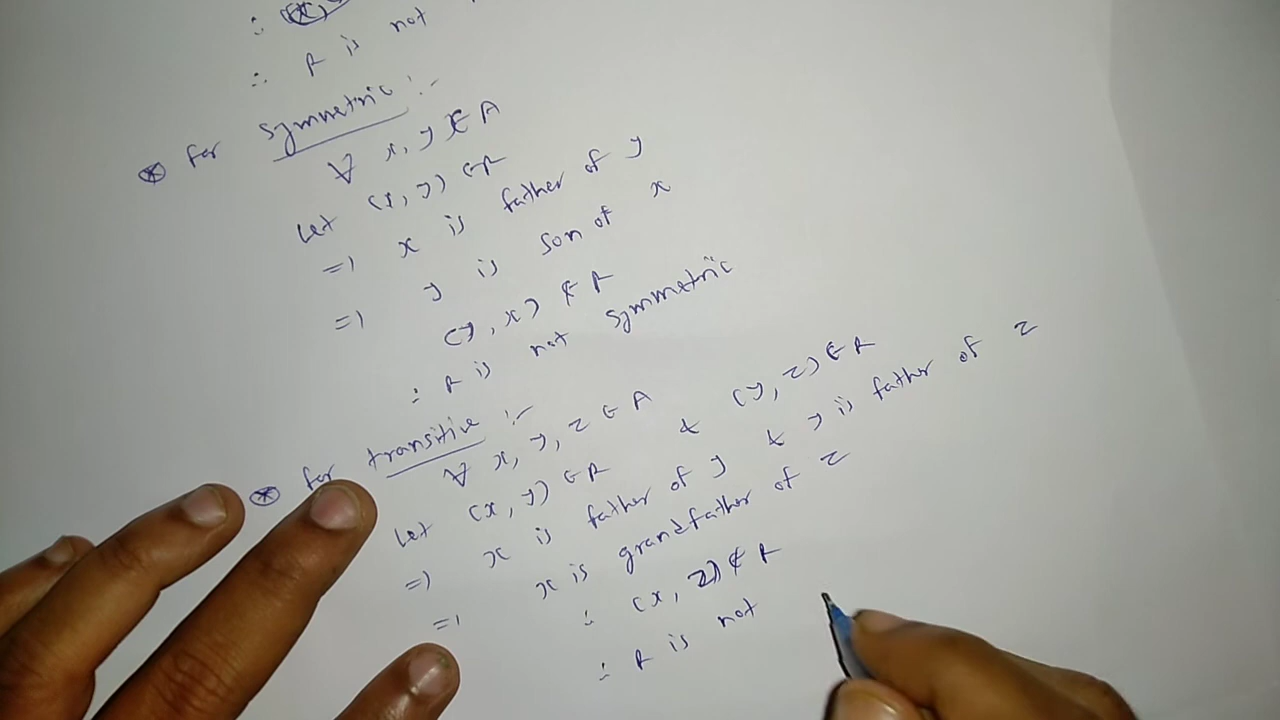 ∴ (x,
∴ R is not
* for symmetric :-
∀ x, y ∈ A
Let (x, y) ∈ R
=> x is father of y
=> y is son of x
(y, x) ∉ R
∴ R is not symmetric
* for transitive :-
∀ x, y, z ∈ A
Let (x, y) ∈ R & (y, z) ∈ R
=> x is father of y & y is father of z
=> x is grandfather of z
∴ (x, z) ∉ R
∴ R is not